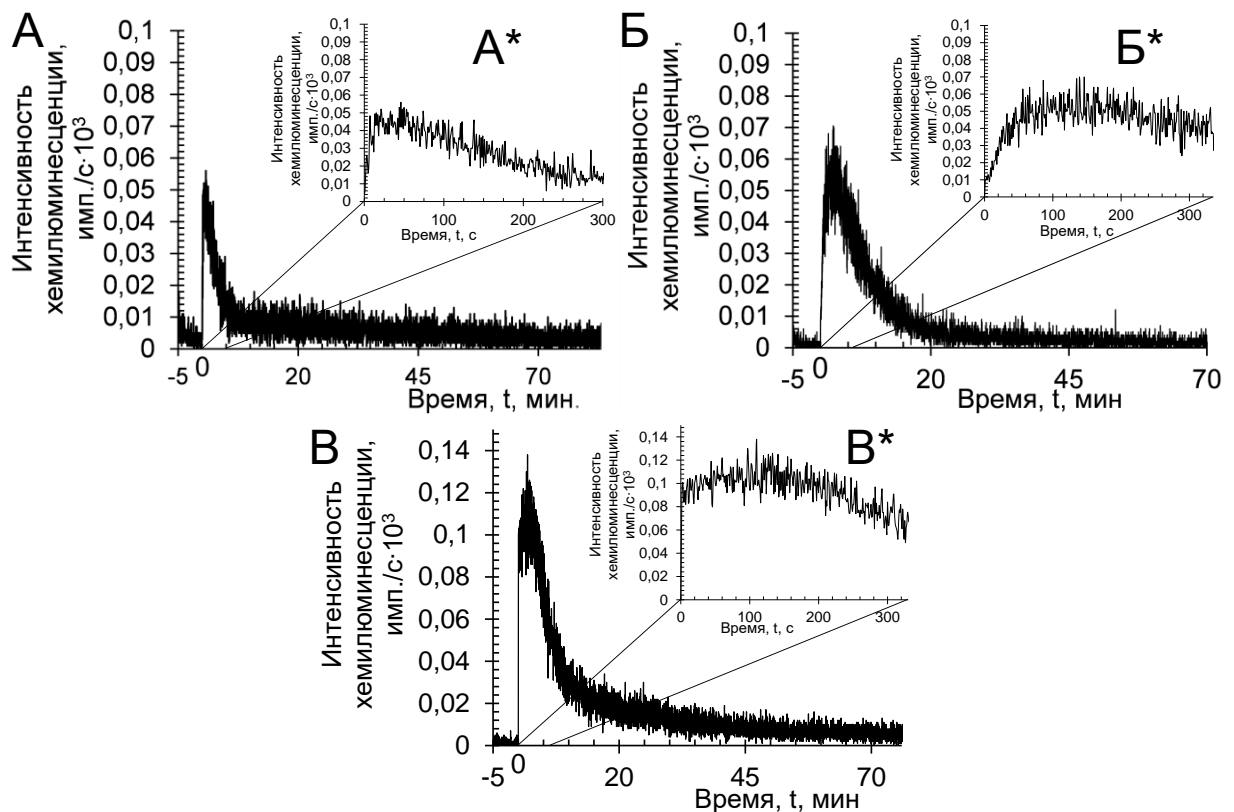 А
Интенсивность
хемилюминесценции,
имп./с·10³
0,1
0,09
0,08
0,07
0,06
0,05
0,04
0,03
0,02
0,01
0
-5 0 20 45 70
Время, t, мин.
А*
Интенсивность
хемилюминесценции,
имп./с·10³
0,1
0,09
0,08
0,07
0,06
0,05
0,04
0,03
0,02
0,01
0
0 100 200 300
Время, t, с
Б
Интенсивность
хемилюминесценции,
имп./с·10³
0,1
0,09
0,08
0,07
0,06
0,05
0,04
0,03
0,02
0,01
0
-5 0 20 45 70
Время, t, мин
Б*
Интенсивность
хемилюминесценции,
имп./с·10³
0,1
0,09
0,08
0,07
0,06
0,05
0,04
0,03
0,02
0,01
0
0 100 200 300
Время, t, с
В
Интенсивность
хемилюминесценции,
имп./с·10³
0,14
0,12
0,1
0,08
0,06
0,04
0,02
0
-5 0 20 45 70
Время, t, мин
В*
Интенсивность
хемилюминесценции,
имп./с·10³
0,14
0,12
0,1
0,08
0,06
0,04
0,02
0
0 100 200 300
Время, t, с